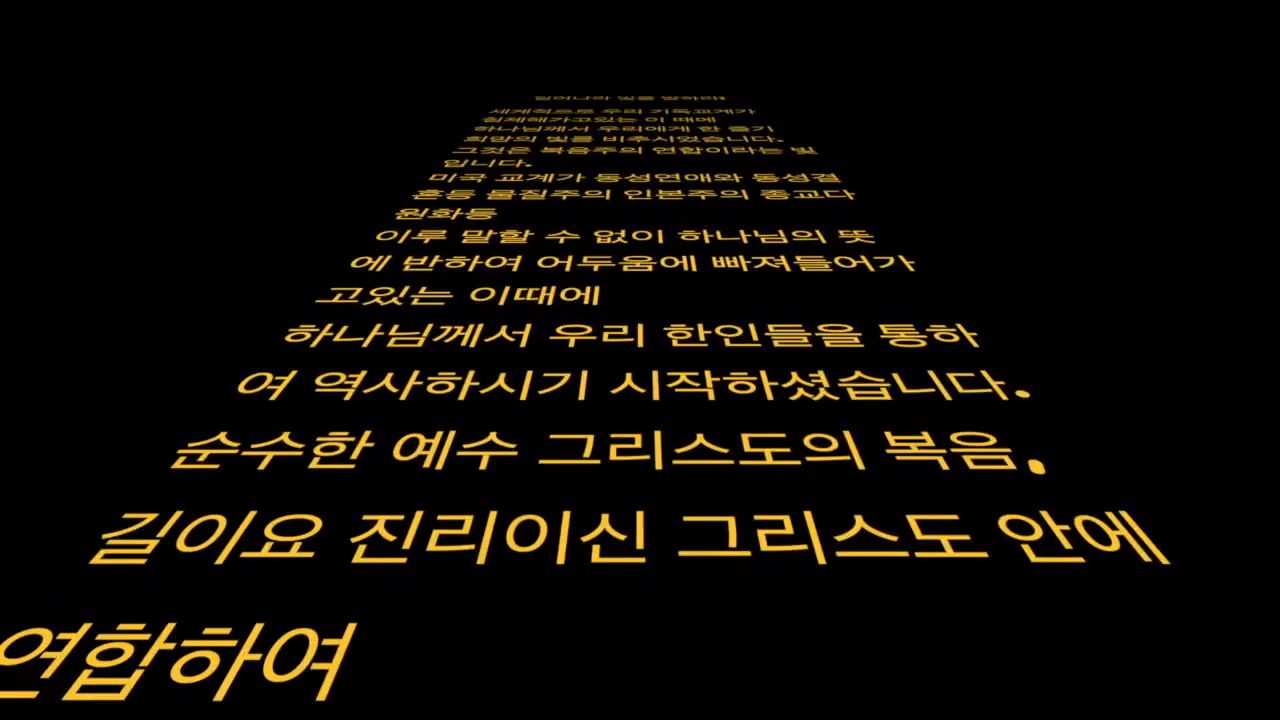 일어나라 빛을 발하라!
세계적으로 우리 기독교계가
침체해가고있는 이 때에
하나님께서 우리에게 한 줄기
희망의 빛을 비추시었습니다.
그것은 복음주의 연합이라는 빛
입니다.
미국 교계가 동성연애와 동성결
혼등 물질주의 인본주의 종교다
원화등
이루 말할 수 없이 하나님의 뜻
에 반하여 어두움에 빠져들어가
고있는 이때에
하나님께서 우리 한인들을 통하
여 역사하시기 시작하셨습니다.
순수한 예수 그리스도의 복음.
길이요 진리이신 그리스도 안에
연합하여